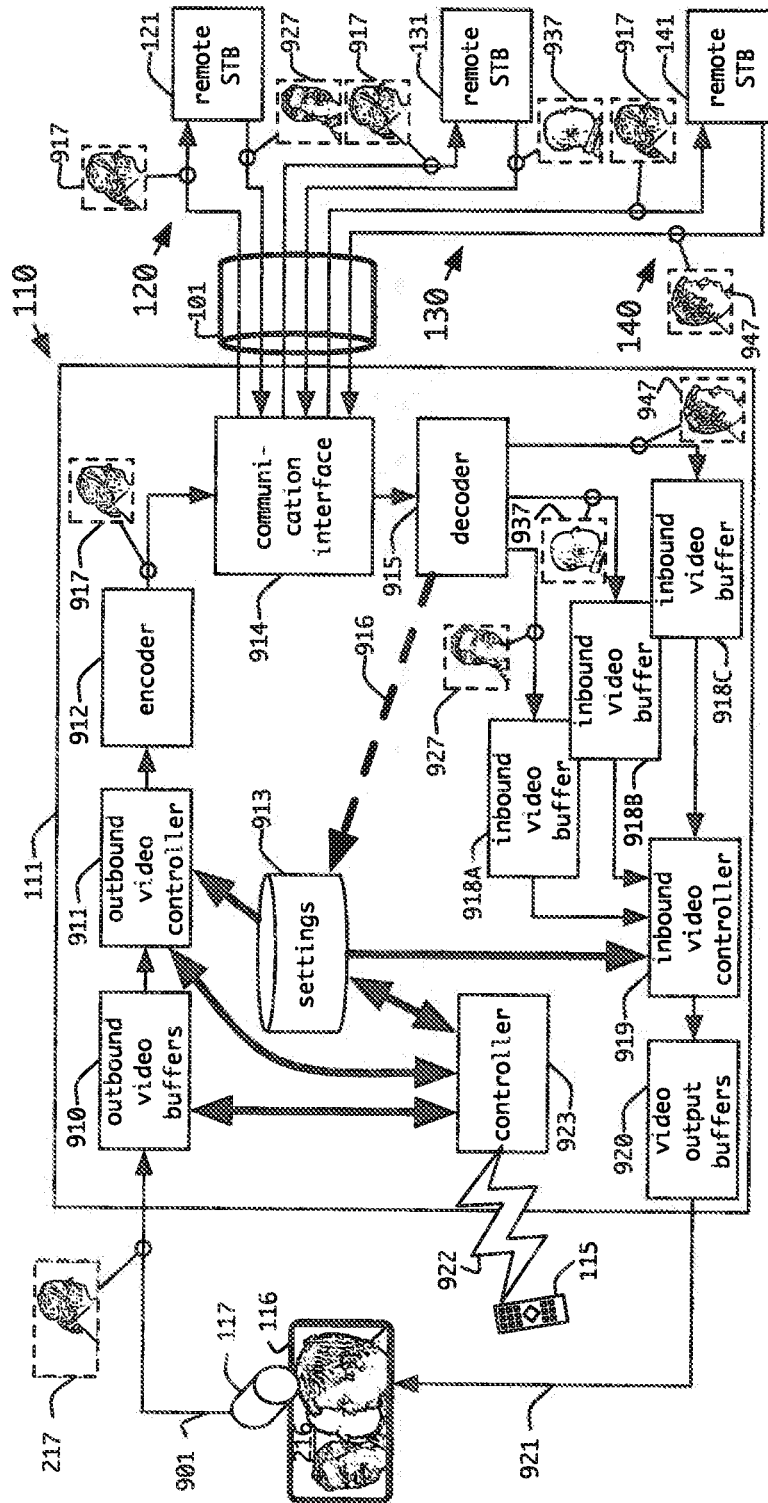 110
111
217
901
117
116
216
921
910
outbound
video
buffers
911
outbound
video
controller
912
encoder
917
communi-
cation
interface
914
101
120
917
121
remote
STB
927
917
130
131
remote
STB
937
917
140
141
remote
STB
947
settings
913
916
915
decoder
937
947
927
918A
inbound
video
buffer
918B
inbound
video
buffer
918C
inbound
video
buffer
controller
923
922
115
919
inbound
video
controller
920
video
output
buffers